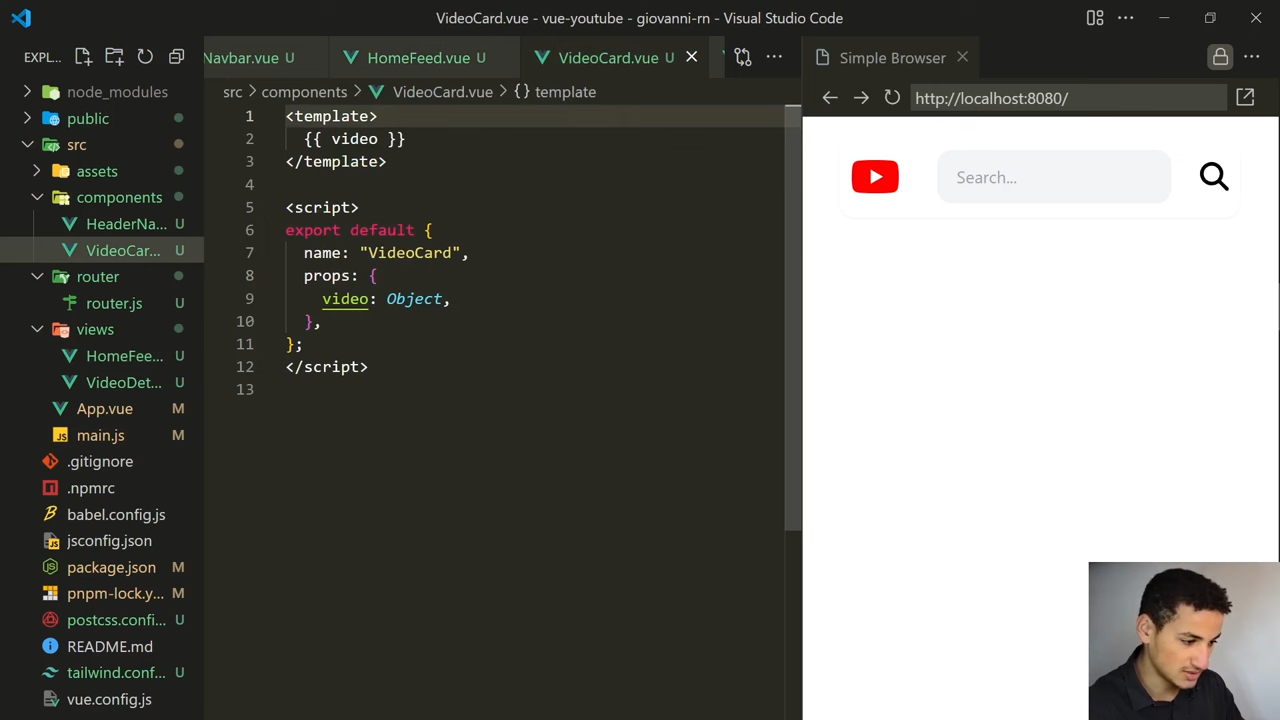 VideoCard.vue - vue-youtube - giovanni-rn - Visual Studio Code
EXPL...
Navbar.vue U
HomeFeed.vue U
VideoCard.vue U
Simple Browser
node_modules
public
src
assets
components
HeaderNa... U
VideoCar... U
router
router.js U
views
HomeFee... U
VideoDet... U
App.vue M
main.js M
.gitignore
.npmrc
babel.config.js
jsconfig.json
package.json M
pnpm-lock.y... M
postcss.confi... U
README.md
tailwind.conf... U
vue.config.js
src > components > VideoCard.vue > {} template
1 <template>
2 {{ video }}
3 </template>
4
5 <script>
6 export default {
7 name: "VideoCard",
8 props: {
9 video: Object,
10 },
11 };
12 </script>
13
http://localhost:8080/
Search...